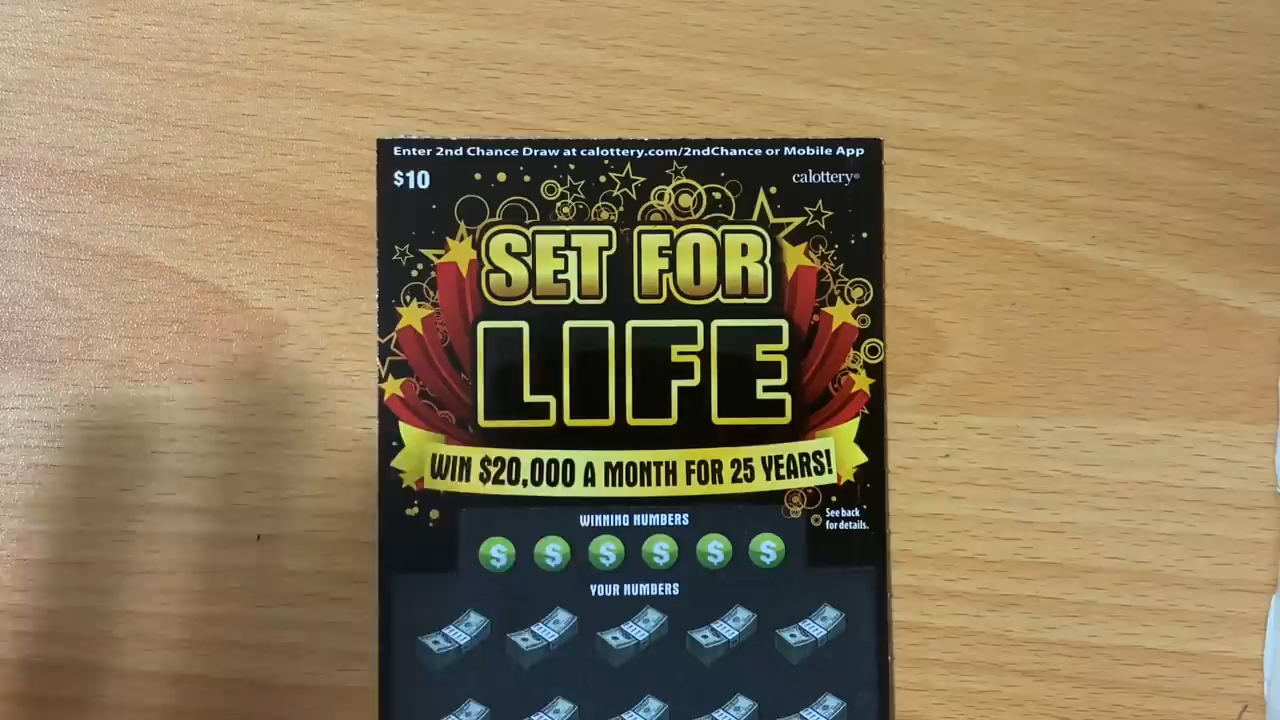 Enter 2nd Chance Draw at calottery.com/2ndChance or Mobile App
$10
calottery®
SET FOR
LIFE
WIN $20,000 A MONTH FOR 25 YEARS!
See back
for details.
WINNING NUMBERS
$ $ $ $ $ $
YOUR NUMBERS